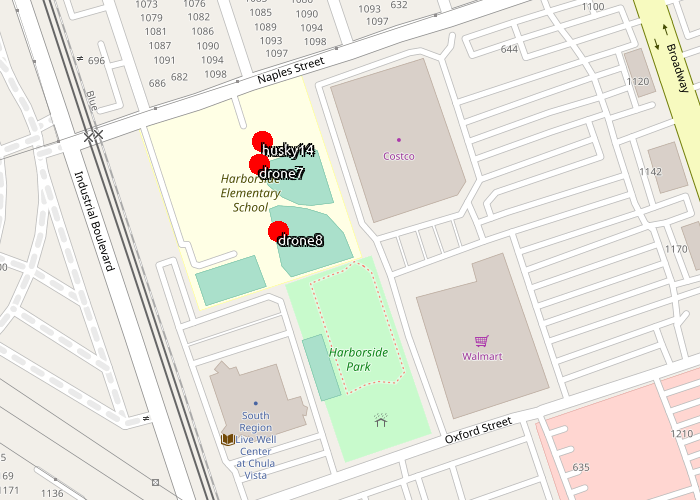 1073
1079
1081
1087
1091
1076
1082
1086
1090
1094
1098
1085
1089
1093
1097
1090
1094
1098
1093
1097
632
1100
644
696
686
682
Naples Street
Broadway
1120
1142
1170
1210
Blue
Industrial Boulevard
husky14
drone7
drone8
Harborside
Elementary
School
Costco
Walmart
Harborside
Park
South
Region
Live Well
Center
at Chula
Vista
Oxford Street
635
00
169
1171
1136